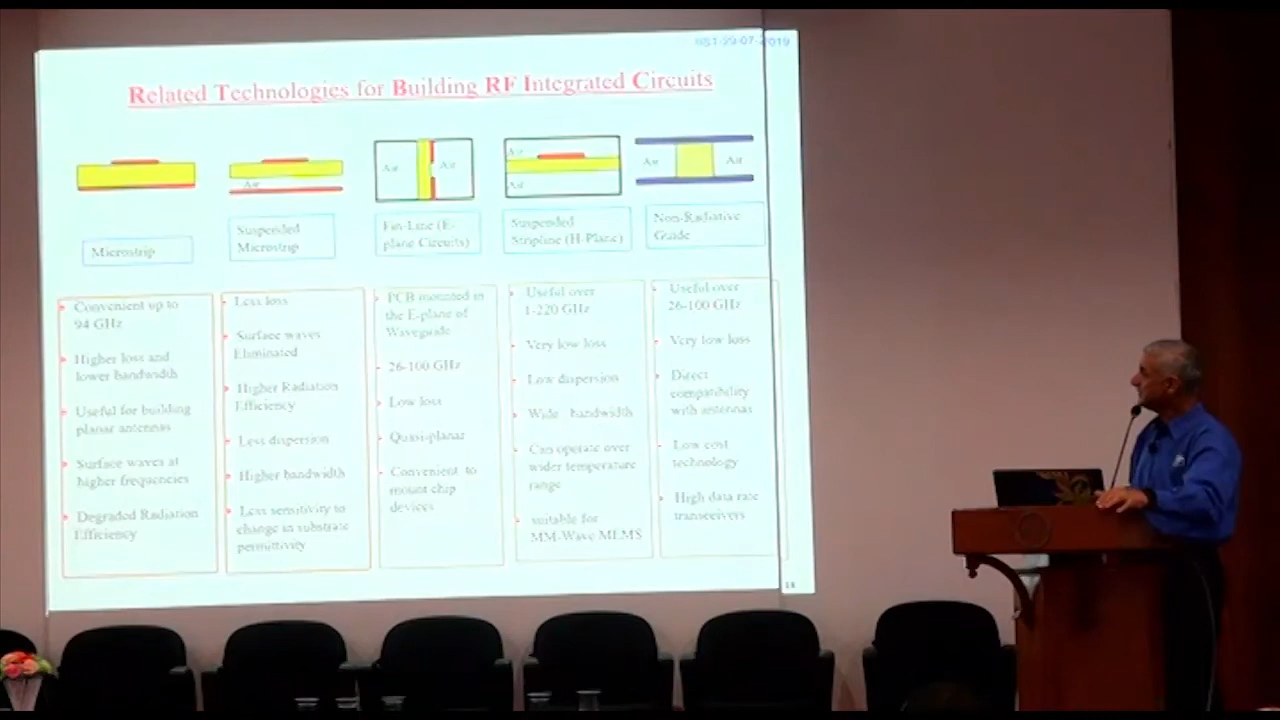 29-07-2019
Related Technologies for Building RF Integrated Circuits
Air
Air
Air
Air
Air
Air
Air
Microstrip
Suspended
Microstrip
Fin-Line (E-
plane Circuits)
Suspended
Stripline (H-Plane)
Non-Radiative
Guide
Convenient up to
94 GHz
Higher loss and
lower bandwidth
Useful for building
planar antennas
Surface waves at
higher frequencies
Degraded Radiation
Efficiency
Less loss
Surface waves
Eliminated
Higher Radiation
Efficiency
Less dispersion
Higher bandwidth
Less sensitivity to
change in substrate
permittivity
PCB mounted in
the E-plane of
Waveguide
26-100 GHz
Low loss
Quasi-planar
Convenient to
mount chip
devices
Useful over
1-220 GHz
Very low loss
Low dispersion
Wide bandwidth
Can operate over
wider temperature
range
suitable for
MM-Wave MEMS
Useful over
26-100 GHz
Very low loss
Direct
compatibility
with antennas
Low cost
technology
High data rate
transceivers
18